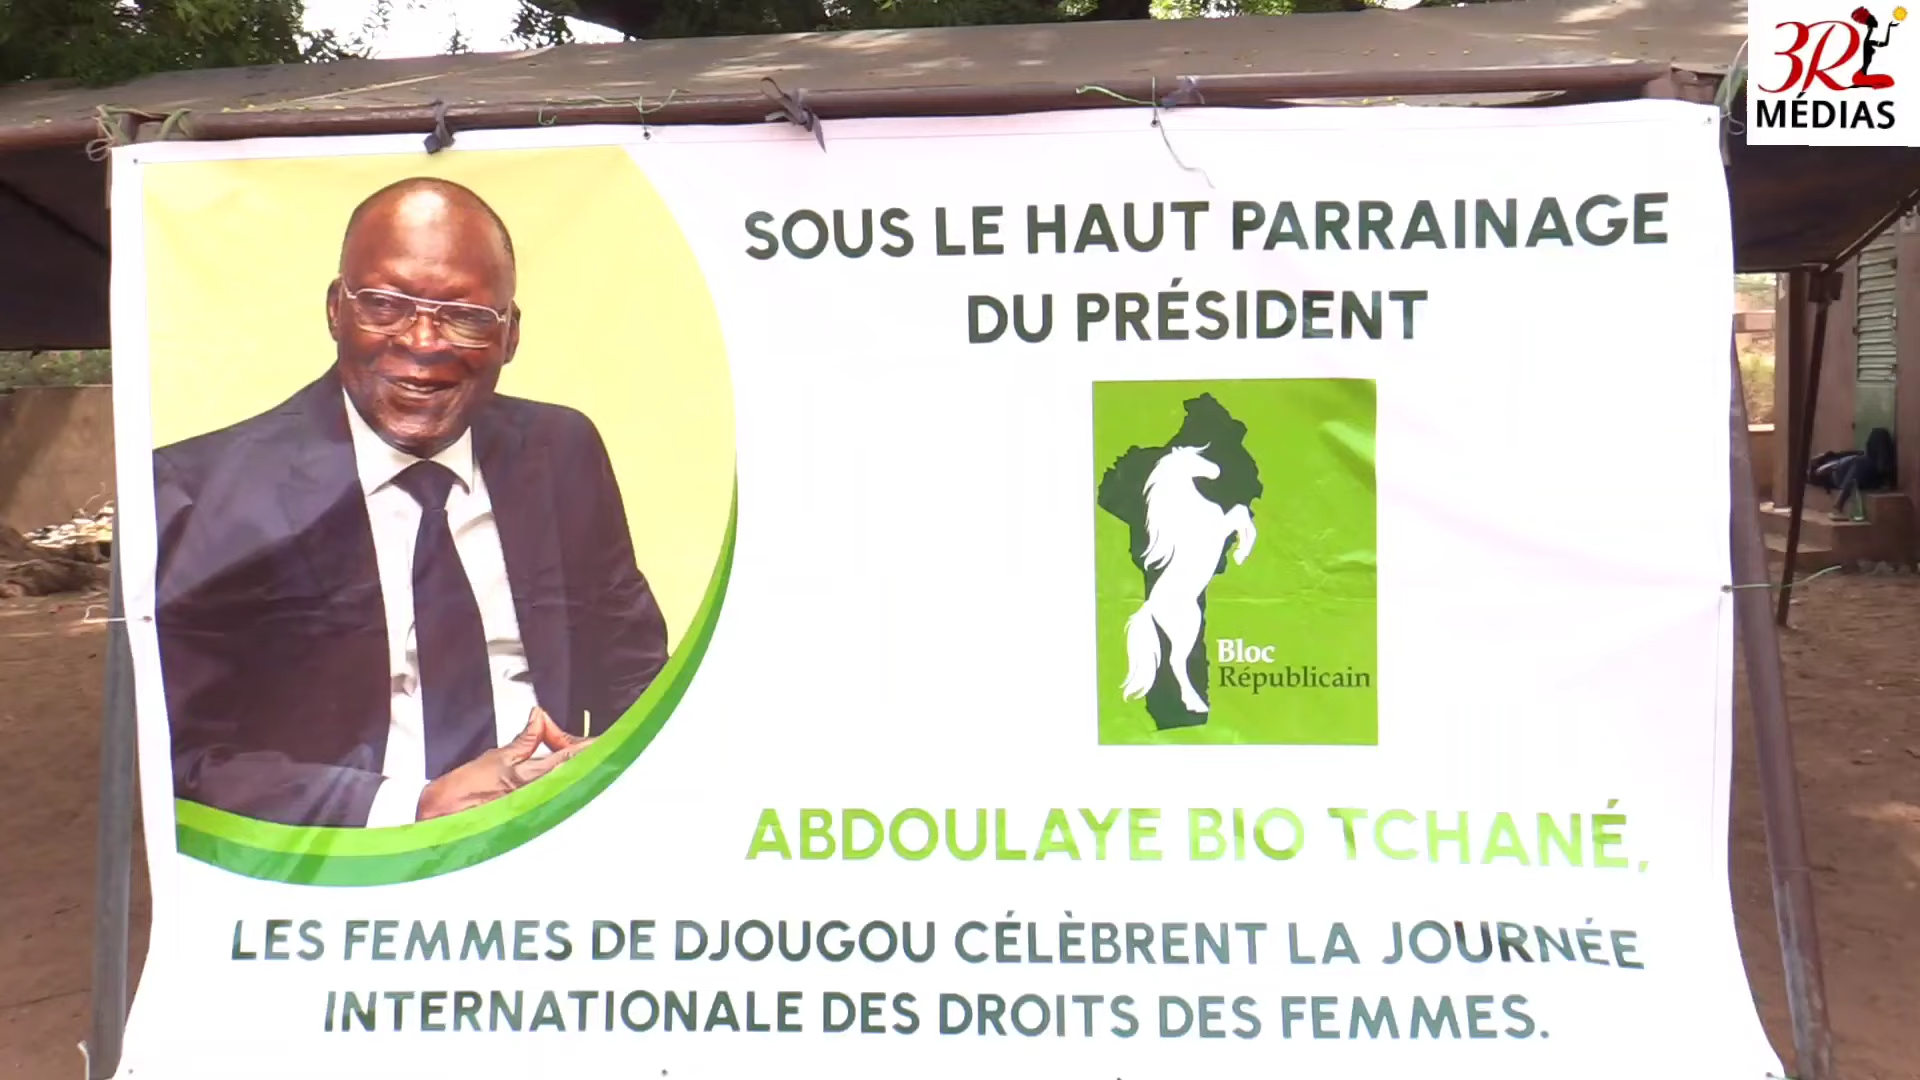 3R
MÉDIAS
SOUS LE HAUT PARRAINAGE
DU PRÉSIDENT
Bloc
Républicain
ABDOULAYE BIO TCHANÉ,
LES FEMMES DE DJOUGOU CÉLÈBRENT LA JOURNÉE
INTERNATIONALE DES DROITS DES FEMMES.